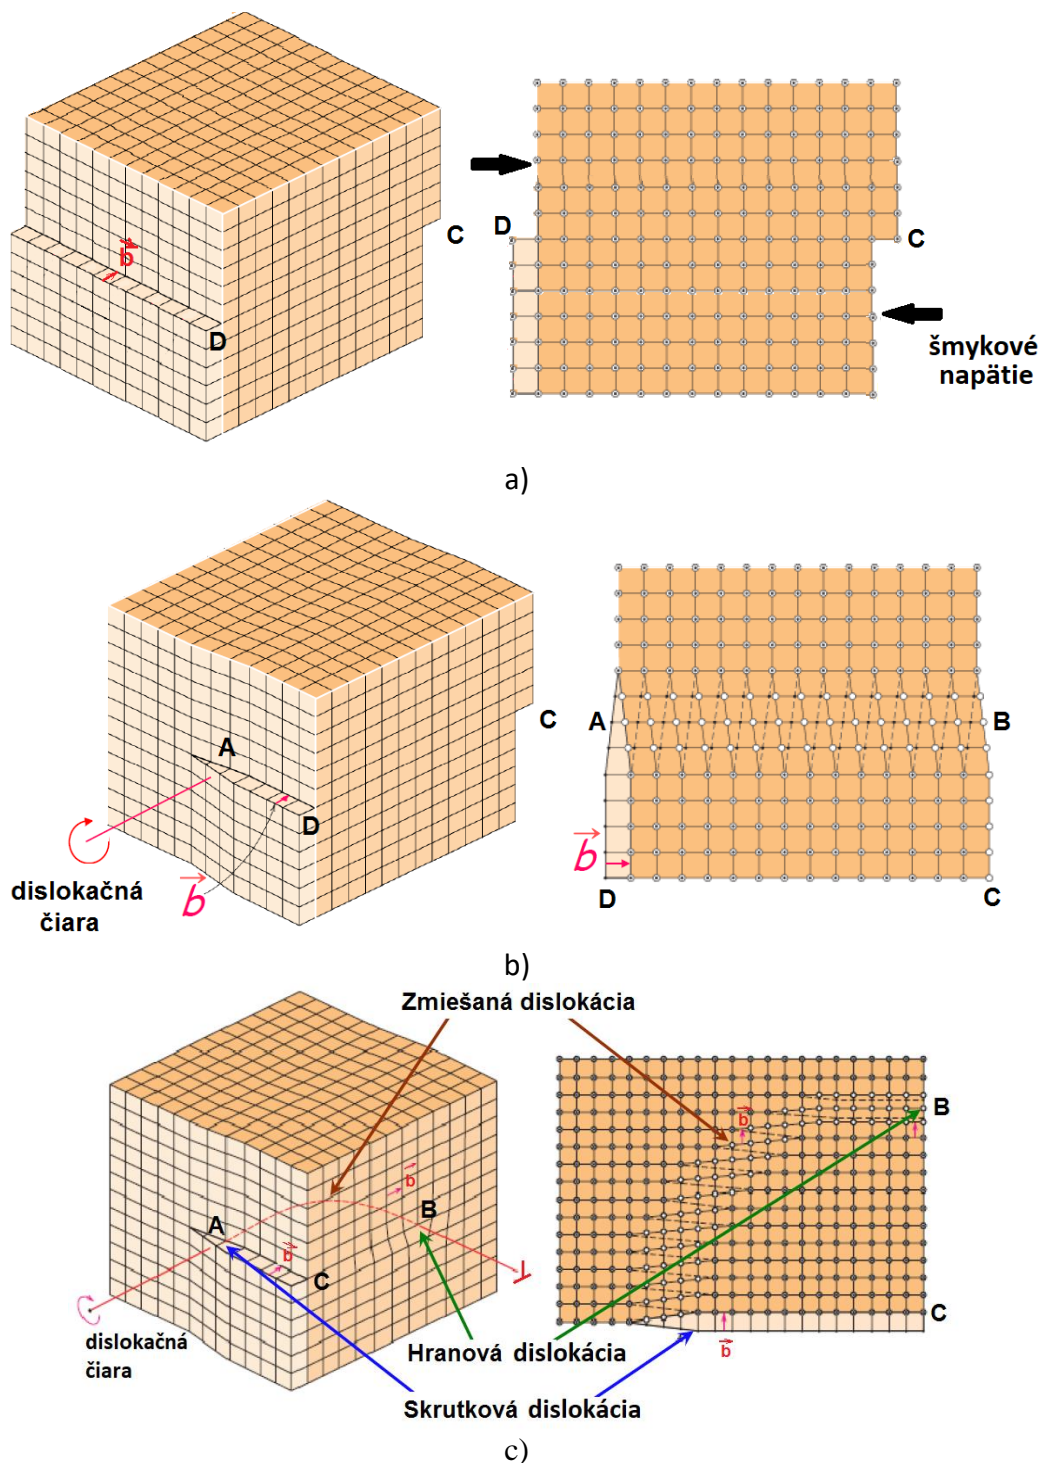 b
C
D
D
C
šmykové
napätie
a)
A
C
D
dislokačná
čiara
b
A
B
b
D
C
b)
Zmiešaná dislokácia
b
B
A
b
C
dislokačná
čiara
b
B
C
b
Hranová dislokácia
Skrutková dislokácia
c)